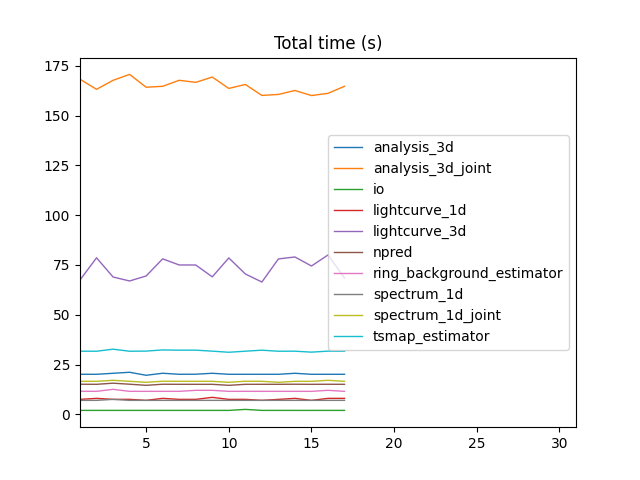 Total time (s)
175
150
125
100
75
50
25
0
analysis_3d
analysis_3d_joint
io
lightcurve_1d
lightcurve_3d
npred
ring_background_estimator
spectrum_1d
spectrum_1d_joint
tsmap_estimator
5 10 15 20 25 30